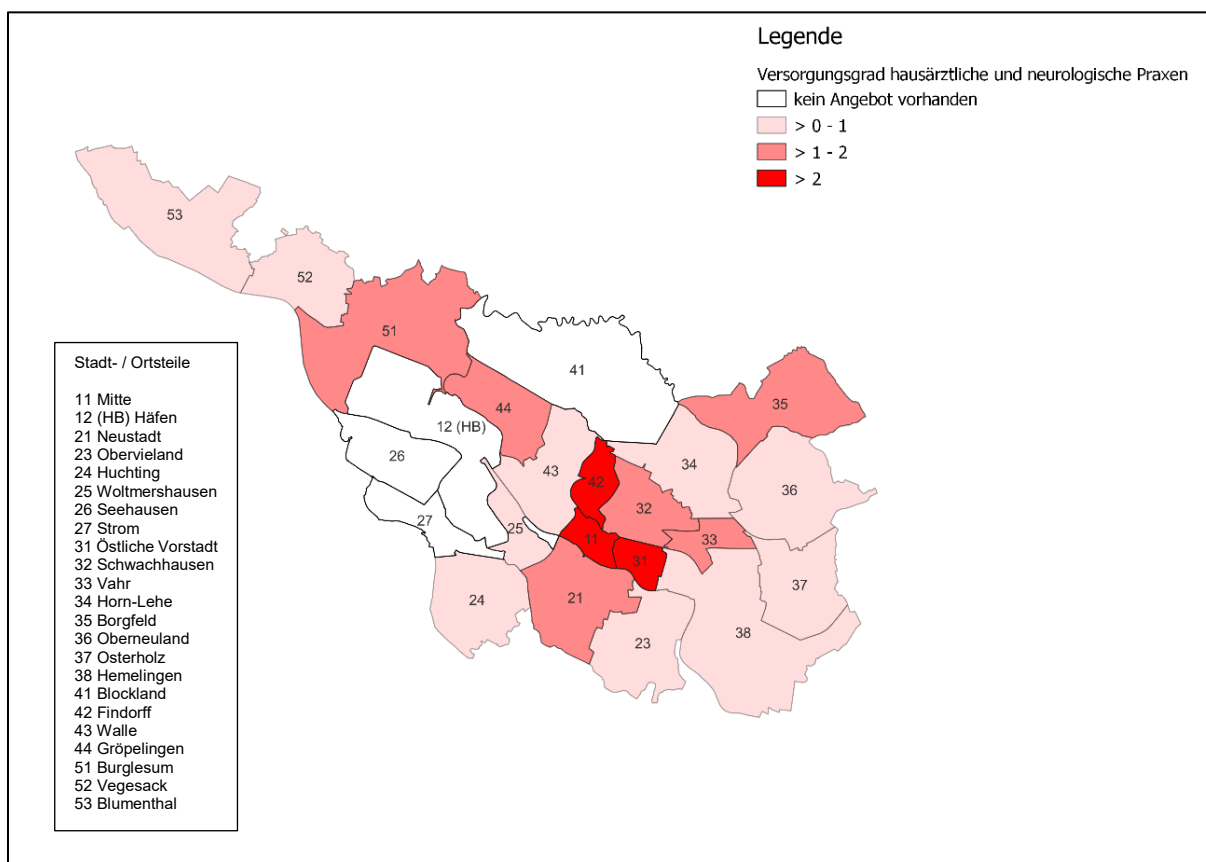 Legende
Versorgungsgrad hausärztliche und neurologische Praxen
kein Angebot vorhanden
> 0 - 1
> 1 - 2
> 2
53
52
51
41
35
44
12 (HB)
26
43
34
42
36
32
27
25
11
33
31
37
24
21
23
38
Stadt- / Ortsteile
11 Mitte
12 (HB) Häfen
21 Neustadt
23 Obervieland
24 Huchting
25 Woltmershausen
26 Seehausen
27 Strom
31 Östliche Vorstadt
32 Schwachhausen
33 Vahr
34 Horn-Lehe
35 Borgfeld
36 Oberneuland
37 Osterholz
38 Hemelingen
41 Blockland
42 Findorff
43 Walle
44 Gröpelingen
51 Burglesum
52 Vegesack
53 Blumenthal